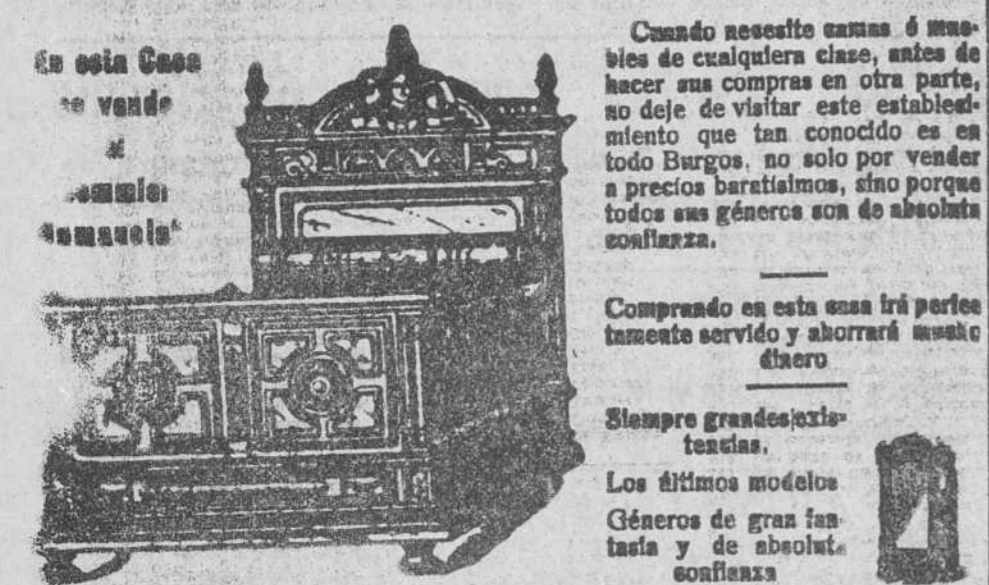 En esta Casa
se vende
el
sommier
Cuando necesite camas ó mue-
bles de cualquiera clase, antes de
hacer sus compras en otra parte,
no deje de visitar este estableci-
miento que tan conocido es en
todo Burgos, no solo por vender
a precios baratísimos, sino porque
todos sus géneros son de absoluta
confianza.
Comprando en esta casa irá perfec
tamente servido y ahorrará mucho
dinero
Siempre grandes exis-
tencias.
Los últimos modelos
Géneros de gran fan-
tasía y de absoluta
confianza